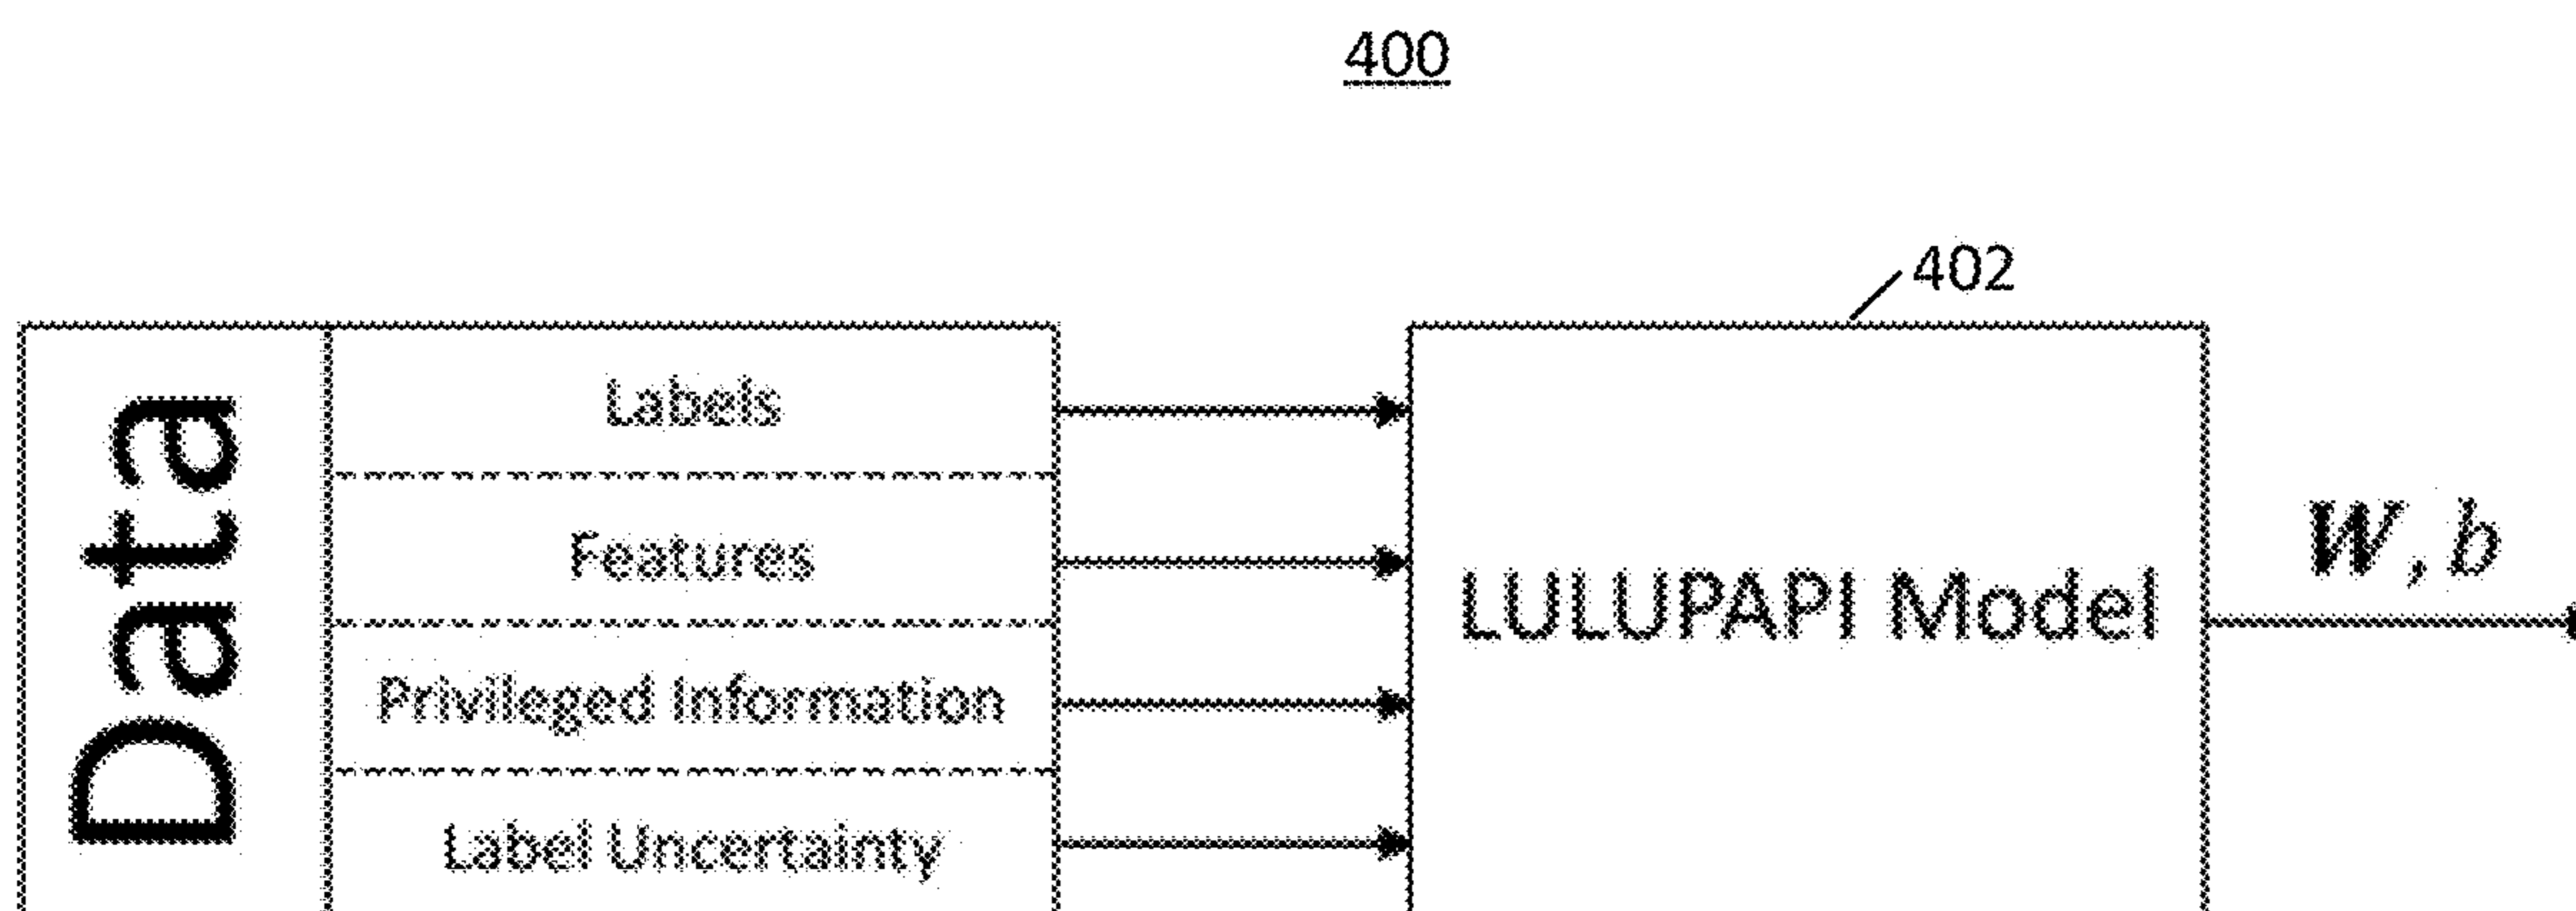 400
402
Data
Labels
Features
Privileged Information
Label Uncertainty
LULUPAPI Model
W, b